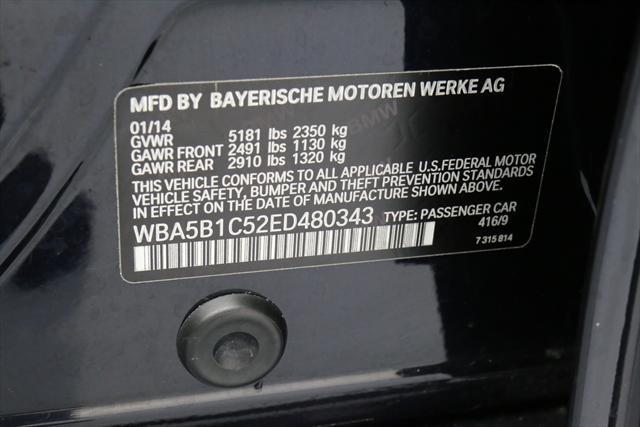 MFD BY BAYERISCHE MOTOREN WERKE AG
01/14
GVWR 5181 lbs 2350 kg
GAWR FRONT 2491 lbs 1130 kg
GAWR REAR 2910 lbs 1320 kg
THIS VEHICLE CONFORMS TO ALL APPLICABLE U.S.FEDERAL MOTOR
VEHICLE SAFETY, BUMPER AND THEFT PREVENTION STANDARDS
IN EFFECT ON THE DATE OF MANUFACTURE SHOWN ABOVE.
WBA5B1C52ED480343 TYPE: PASSENGER CAR
416/9
7 315 814